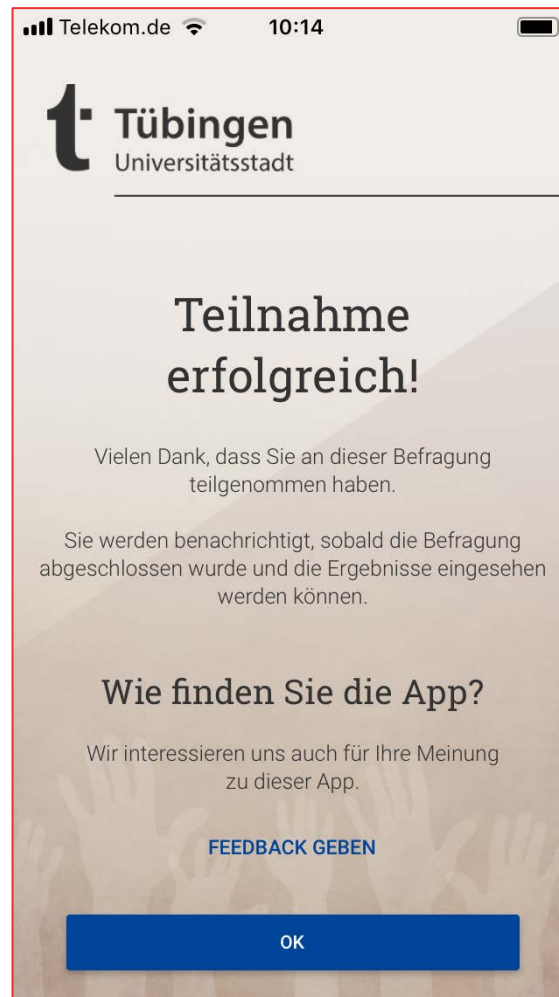 Telekom.de 10:14
Tübingen
Universitätsstadt
Teilnahme
erfolgreich!
Vielen Dank, dass Sie an dieser Befragung
teilgenommen haben.
Sie werden benachrichtigt, sobald die Befragung
abgeschlossen wurde und die Ergebnisse eingesehen
werden können.
Wie finden Sie die App?
Wir interessieren uns auch für Ihre Meinung
zu dieser App.
FEEDBACK GEBEN
OK